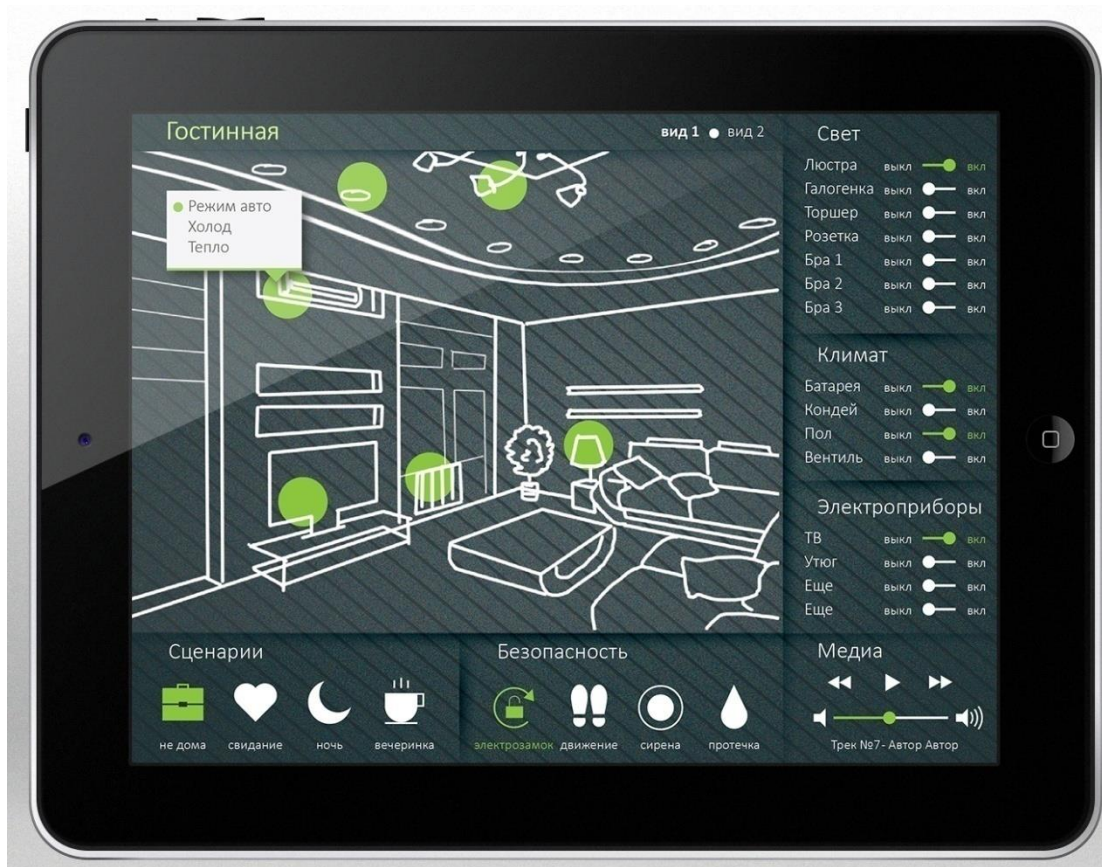 Гостинная
вид 1 вид 2
Режим авто
Холод
Тепло
Свет
Люстра выкл вкл
Галогенка выкл вкл
Торшер выкл вкл
Розетка выкл вкл
Бра 1 выкл вкл
Бра 2 выкл вкл
Бра 3 выкл вкл
Климат
Батарея выкл вкл
Кондей выкл вкл
Пол выкл вкл
Вентиль выкл вкл
Электроприборы
ТВ выкл вкл
Утюг выкл вкл
Еще выкл вкл
Еще выкл вкл
Сценарии
не дома свидание ночь вечеринка
Безопасность
электрозамок движение сирена протечка
Медиа
Трек №7- Автор Автор